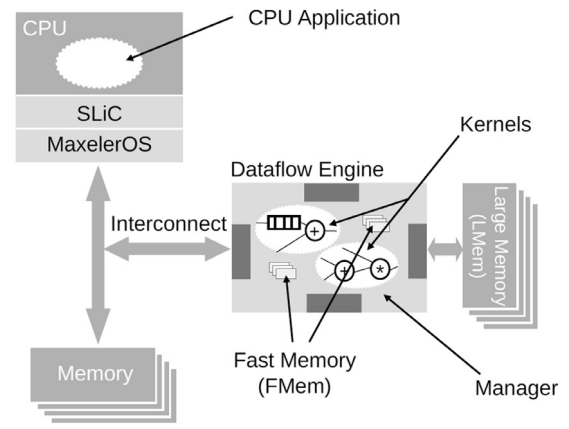 CPU
CPU Application
SLiC
MaxelerOS
Kernels
Dataflow Engine
Interconnect
+
+
*
Large Memory
(LMem)
Memory
Fast Memory
(FMem)
Manager